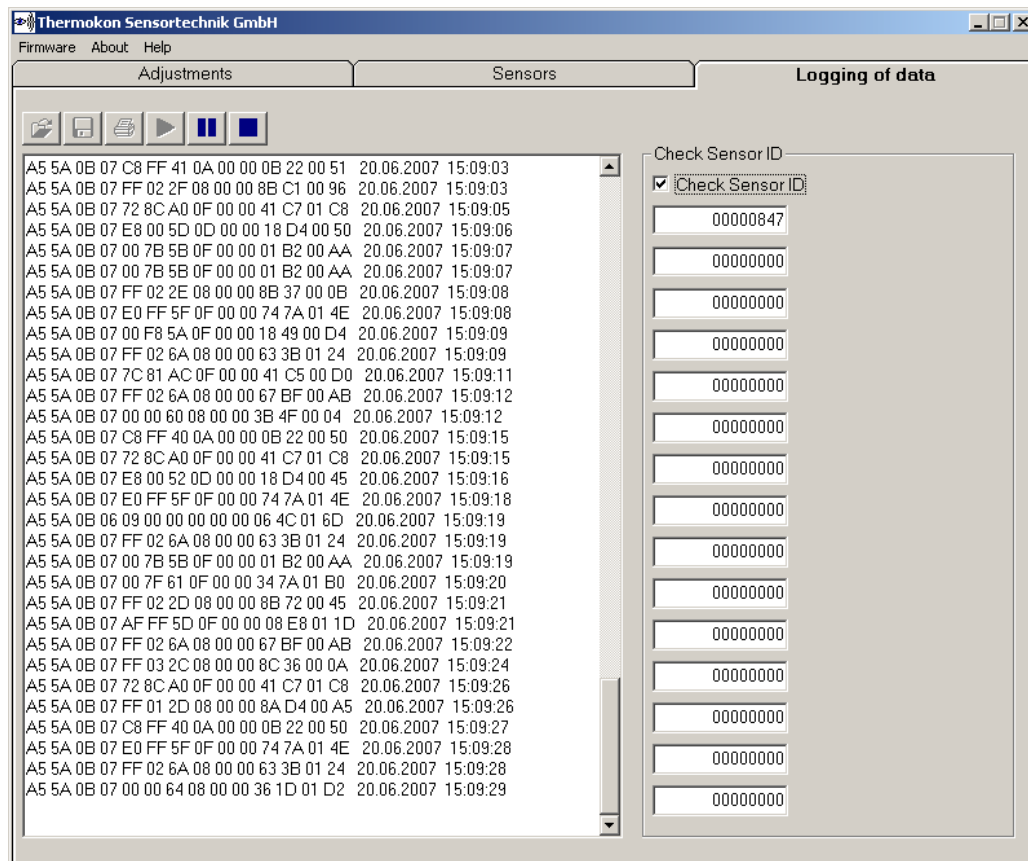 Thermokon Sensortechnik GmbH
Firmware About Help
Adjustments Sensors Logging of data
A5 5A 0B 07 C8 FF 41 0A 00 00 0B 22 00 51 20.06.2007 15:09:03
A5 5A 0B 07 FF 02 2F 08 00 00 8B C1 00 96 20.06.2007 15:09:03
A5 5A 0B 07 72 8C A0 0F 00 00 41 C7 01 C8 20.06.2007 15:09:05
A5 5A 0B 07 E8 00 5D 0D 00 00 18 D4 00 50 20.06.2007 15:09:06
A5 5A 0B 07 00 7B 5B 0F 00 00 01 B2 00 AA 20.06.2007 15:09:07
A5 5A 0B 07 00 7B 5B 0F 00 00 01 B2 00 AA 20.06.2007 15:09:07
A5 5A 0B 07 FF 02 2E 08 00 00 8B 37 00 0B 20.06.2007 15:09:08
A5 5A 0B 07 E0 FF 5F 0F 00 00 74 7A 01 4E 20.06.2007 15:09:08
A5 5A 0B 07 00 F8 5A 0F 00 00 18 49 00 D4 20.06.2007 15:09:09
A5 5A 0B 07 FF 02 6A 08 00 00 63 3B 01 24 20.06.2007 15:09:09
A5 5A 0B 07 7C 81 AC 0F 00 00 41 C5 00 D0 20.06.2007 15:09:11
A5 5A 0B 07 FF 02 6A 08 00 00 67 BF 00 AB 20.06.2007 15:09:12
A5 5A 0B 07 00 00 60 08 00 00 3B 4F 00 04 20.06.2007 15:09:12
A5 5A 0B 07 C8 FF 40 0A 00 00 0B 22 00 50 20.06.2007 15:09:15
A5 5A 0B 07 72 8C A0 0F 00 00 41 C7 01 C8 20.06.2007 15:09:15
A5 5A 0B 07 E8 00 52 0D 00 00 18 D4 00 45 20.06.2007 15:09:16
A5 5A 0B 07 E0 FF 5F 0F 00 00 74 7A 01 4E 20.06.2007 15:09:18
A5 5A 0B 06 09 00 00 00 00 00 06 4C 01 6D 20.06.2007 15:09:19
A5 5A 0B 07 FF 02 6A 08 00 00 63 3B 01 24 20.06.2007 15:09:19
A5 5A 0B 07 00 7B 5B 0F 00 00 01 B2 00 AA 20.06.2007 15:09:19
A5 5A 0B 07 00 7F 61 0F 00 00 34 7A 01 B0 20.06.2007 15:09:20
A5 5A 0B 07 FF 02 2D 08 00 00 8B 72 00 45 20.06.2007 15:09:21
A5 5A 0B 07 AF FF 5D 0F 00 00 08 E8 01 1D 20.06.2007 15:09:21
A5 5A 0B 07 FF 02 6A 08 00 00 67 BF 00 AB 20.06.2007 15:09:22
A5 5A 0B 07 FF 03 2C 08 00 00 8C 36 00 0A 20.06.2007 15:09:24
A5 5A 0B 07 72 8C A0 0F 00 00 41 C7 01 C8 20.06.2007 15:09:26
A5 5A 0B 07 FF 01 2D 08 00 00 8A D4 00 A5 20.06.2007 15:09:26
A5 5A 0B 07 C8 FF 40 0A 00 00 0B 22 00 50 20.06.2007 15:09:27
A5 5A 0B 07 E0 FF 5F 0F 00 00 74 7A 01 4E 20.06.2007 15:09:28
A5 5A 0B 07 FF 02 6A 08 00 00 63 3B 01 24 20.06.2007 15:09:28
A5 5A 0B 07 00 00 64 08 00 00 36 1D 01 D2 20.06.2007 15:09:29
Check Sensor ID
Check Sensor ID
00000847
00000000
00000000
00000000
00000000
00000000
00000000
00000000
00000000
00000000
00000000
00000000
00000000
00000000
00000000